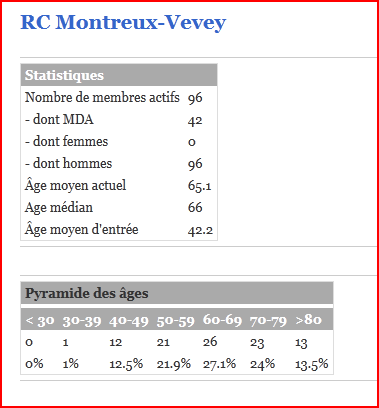 RC Montreux-Vevey
Statistiques
Nombre de membres actifs 96
- dont MDA 42
- dont femmes 0
- dont hommes 96
Âge moyen actuel 65.1
Age médian 66
Âge moyen d'entrée 42.2
Pyramide des âges
< 30 30-39 40-49 50-59 60-69 70-79 >80
0 1 12 21 26 23 13
0% 1% 12.5% 21.9% 27.1% 24% 13.5%